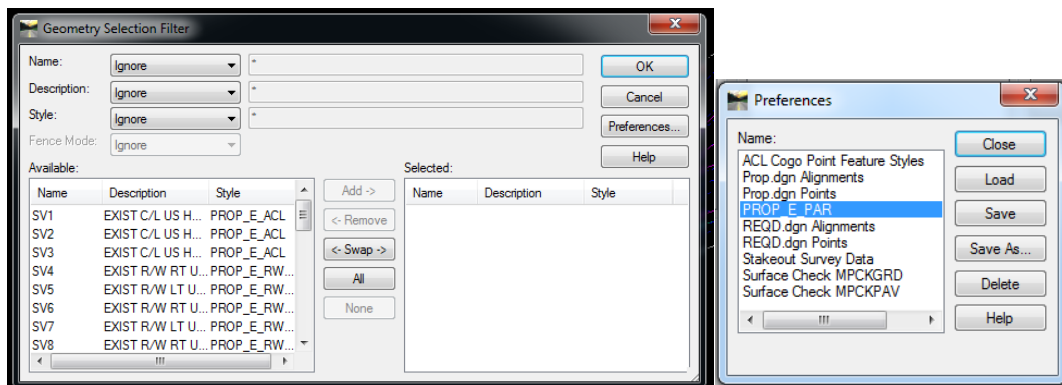 Geometry Selection Filter
Name: Ignore * OK
Description: Ignore * Cancel
Style: Ignore * Preferences...
Fence Mode: Ignore Help
Available: Selected:
Name Description Style Add -> Name Description Style
SV1 EXIST C/L US H... PROP_E_ACL
SV2 EXIST C/L US H... PROP_E_ACL <- Remove
SV3 EXIST C/L US H... PROP_E_ACL <- Swap ->
SV4 EXIST R/W RT U... PROP_E_RW...
SV5 EXIST R/W LT U... PROP_E_RW... All
SV6 EXIST R/W RT U... PROP_E_RW... None
SV7 EXIST R/W LT U... PROP_E_RW...
SV8 EXIST R/W RT U... PROP_E_RW...
Preferences
Name: Close
ACL Cogo Point Feature Styles
Prop.dgn Alignments Load
Prop.dgn Points
PROP_E_PAR Save
REQD.dgn Alignments
REQD.dgn Points Save As...
Stakeout Survey Data
Surface Check MPCKGRD Delete
Surface Check MPCKPAV
Help